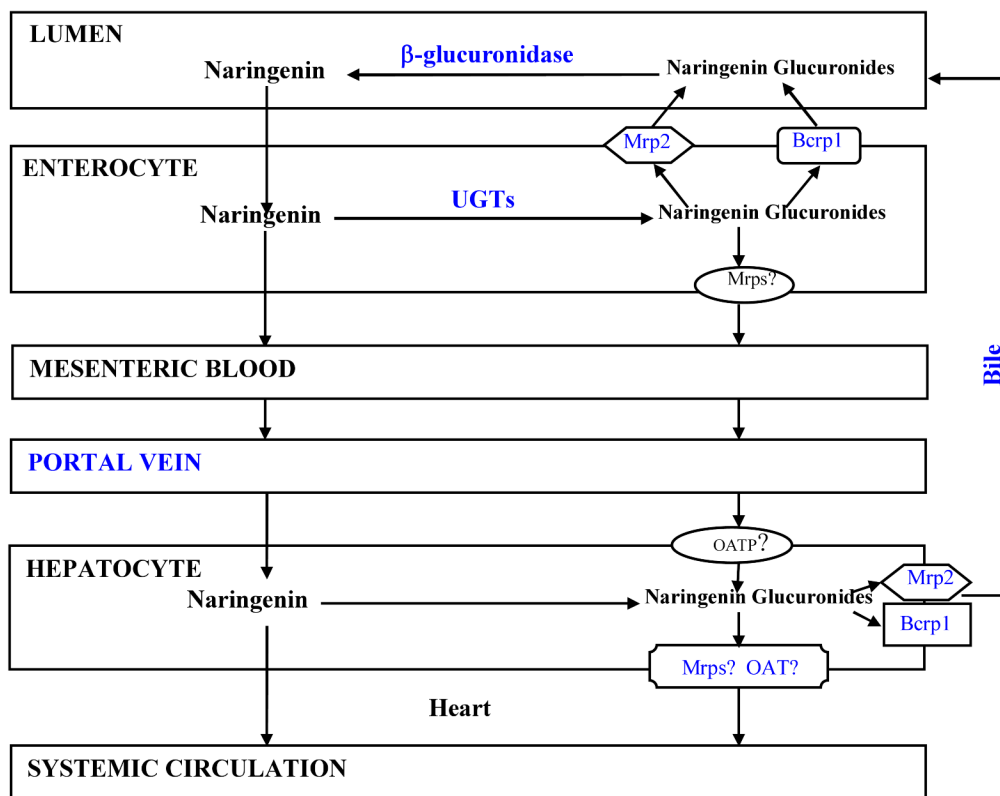 LUMEN
β-glucuronidase
Naringenin
Naringenin Glucuronides
Mrp2
Bcrp1
ENTEROCYTE
UGTs
Naringenin
Naringenin Glucuronides
Mrps?
MESENTERIC BLOOD
Bile
PORTAL VEIN
OATP?
HEPATOCYTE
Naringenin
Naringenin Glucuronides
Mrp2
Bcrp1
Mrps? OAT?
Heart
SYSTEMIC CIRCULATION